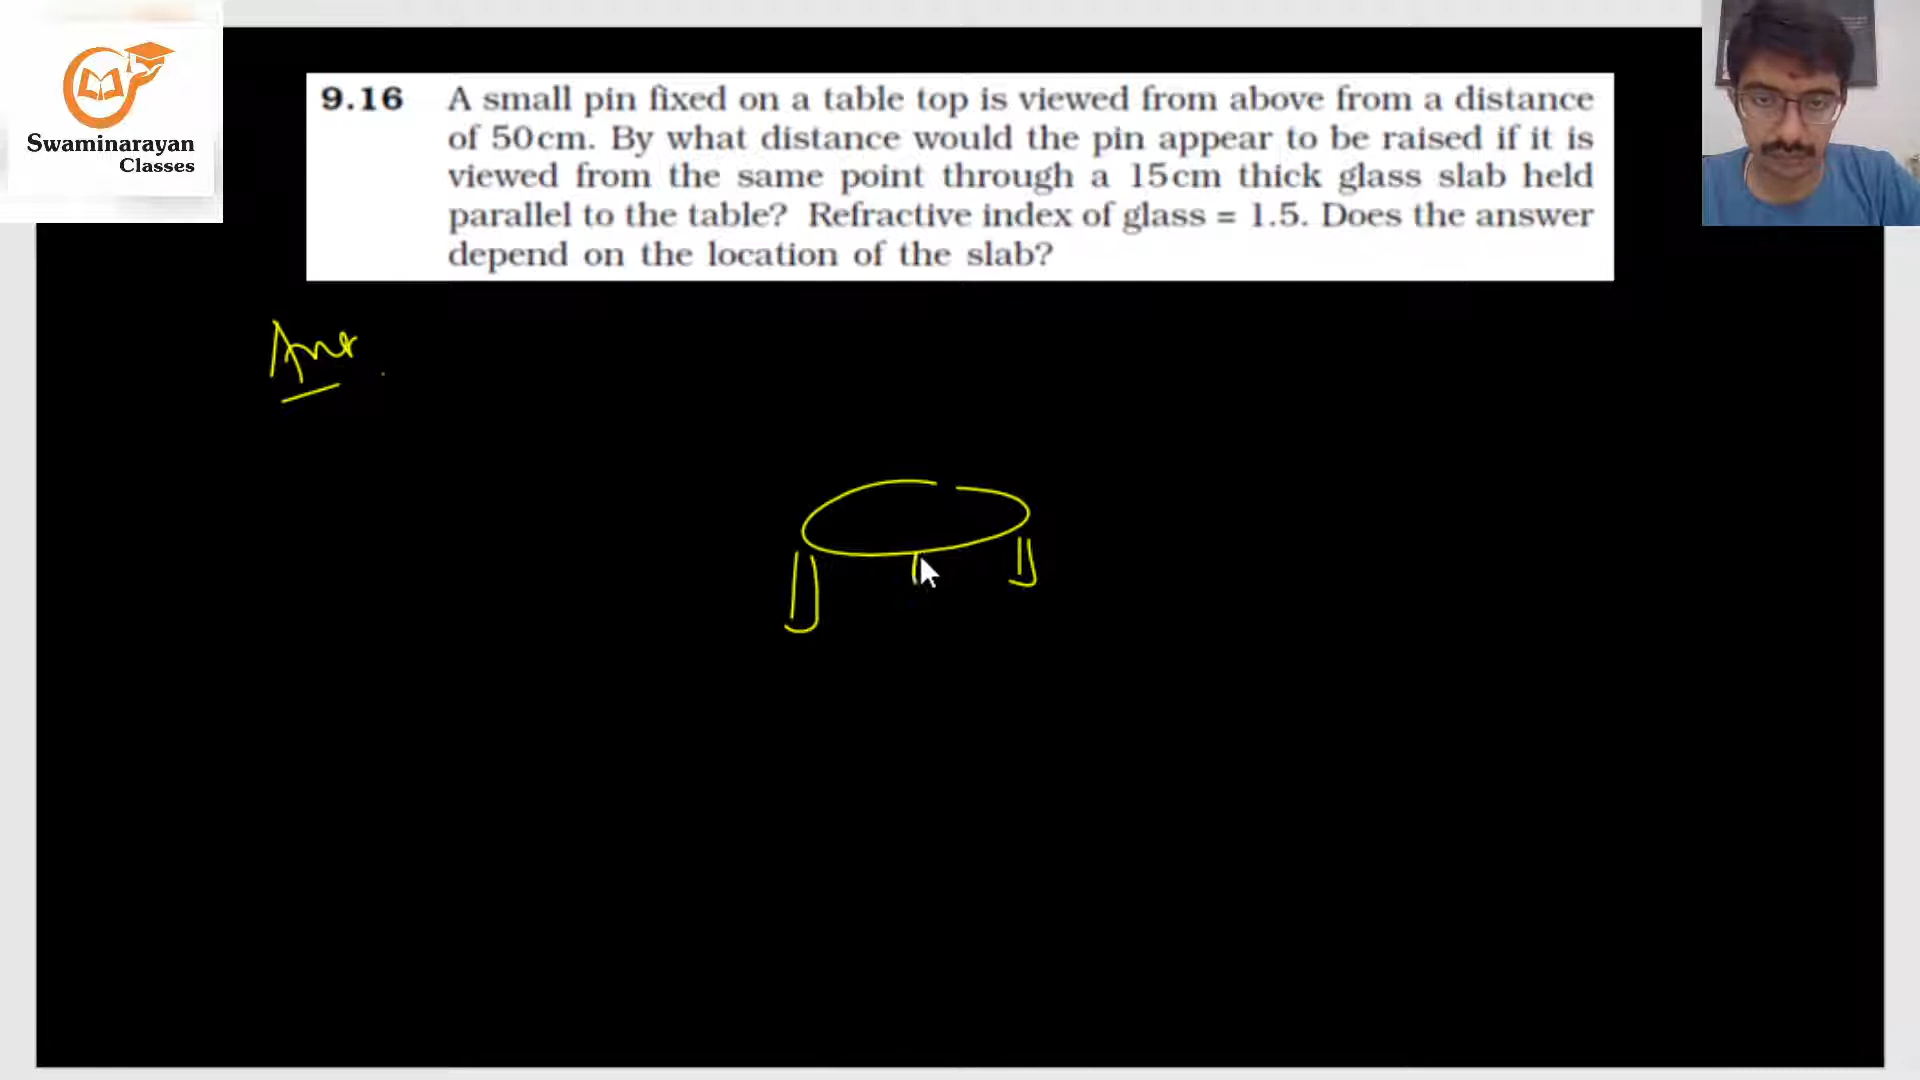 Swaminarayan
Classes
9.16 A small pin fixed on a table top is viewed from above from a distance
of 50cm. By what distance would the pin appear to be raised if it is
viewed from the same point through a 15cm thick glass slab held
parallel to the table? Refractive index of glass = 1.5. Does the answer
depend on the location of the slab?
Ans